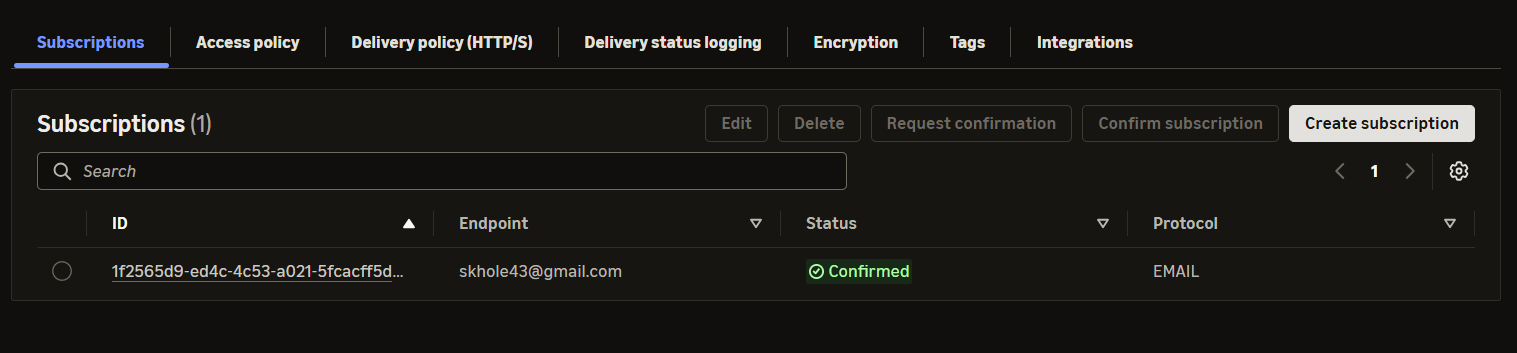 Subscriptions Access policy Delivery policy (HTTP/S) Delivery status logging Encryption Tags Integrations
Subscriptions (1) Edit Delete Request confirmation Confirm subscription Create subscription
Search 1
ID Endpoint Status Protocol
1f2565d9-ed4c-4c53-a021-5fcacff5d... skhole43@gmail.com Confirmed EMAIL